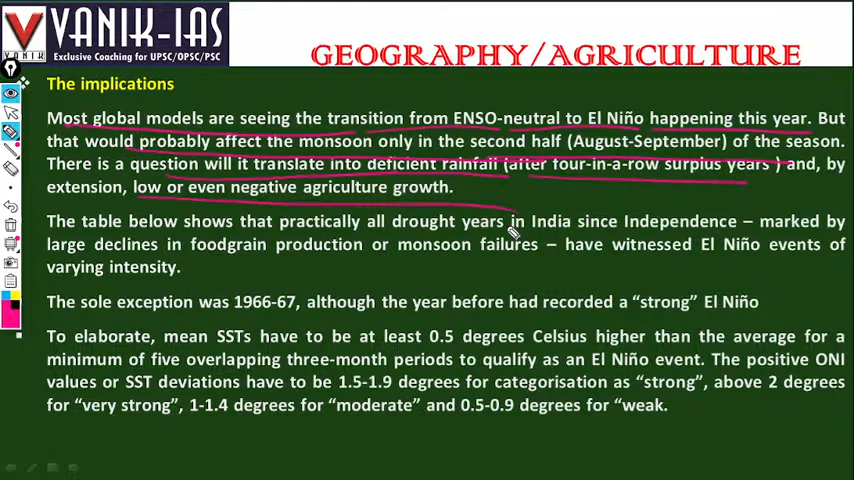 VANIK-IAS
Exclusive Coaching for UPSC/OPSC/PSC
VANIK
GEOGRAPHY/AGRICULTURE
The implications
Most global models are seeing the transition from ENSO-neutral to El Niño happening this year. But
that would probably affect the monsoon only in the second half (August-September) of the season.
There is a question will it translate into deficient rainfall (after four-in-a-row surplus years ) and, by
extension, low or even negative agriculture growth.
The table below shows that practically all drought years in India since Independence – marked by
large declines in foodgrain production or monsoon failures – have witnessed El Niño events of
varying intensity.
The sole exception was 1966-67, although the year before had recorded a “strong” El Niño
To elaborate, mean SSTs have to be at least 0.5 degrees Celsius higher than the average for a
minimum of five overlapping three-month periods to qualify as an El Niño event. The positive ONI
values or SST deviations have to be 1.5-1.9 degrees for categorisation as “strong”, above 2 degrees
for “very strong”, 1-1.4 degrees for “moderate” and 0.5-0.9 degrees for “weak.